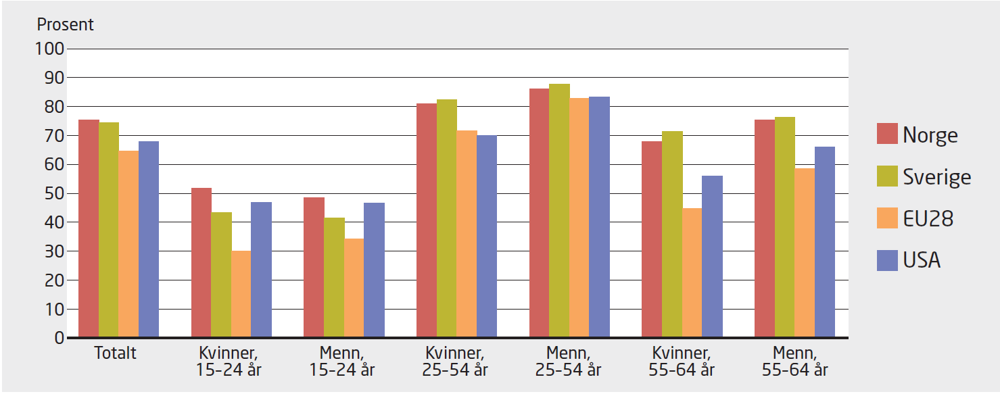 Prosent
100
90
80
70
60
50
40
30
20
10
0
Totalt
Kvinner,
15–24 år
Menn,
15–24 år
Kvinner,
25–54 år
Menn,
25–54 år
Kvinner,
55–64 år
Menn,
55–64 år
Norge
Sverige
EU28
USA